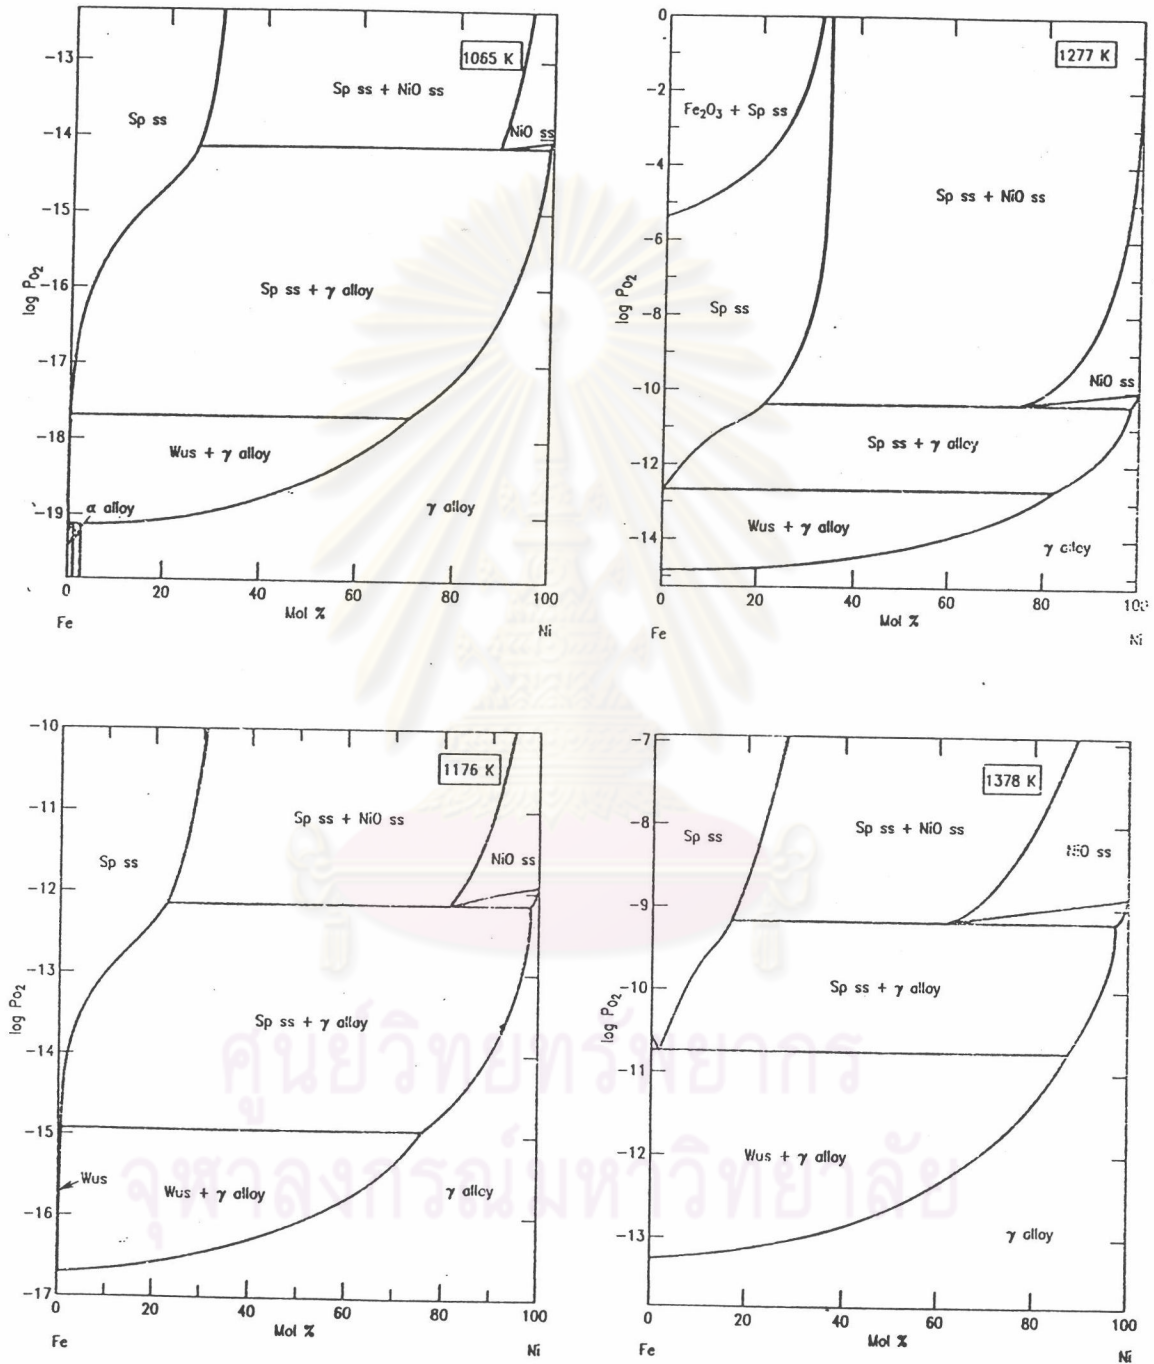 1065 K
-13
Sp ss + NiO ss
Sp ss
-14
NiO ss
-15
log PO₂
-16
Sp ss + γ alloy
-17
-18
Wus + γ alloy
-19
α alloy
γ alloy
0 20 40 60 80 100
Fe
Mol %
Ni
0
1277 K
-2
Fe₂O₃ + Sp ss
-4
Sp ss + NiO ss
-6
log PO₂
Sp ss
-8
-10
NiO ss
Sp ss + γ alloy
-12
Wus + γ alloy
-14
γ alloy
0 20 40 60 80 100
Fe
Mol %
Ni
-10
1176 K
-11
Sp ss + NiO ss
Sp ss
NiO ss
-12
-13
log PO₂
Sp ss + γ alloy
-14
-15
Wus
Wus + γ alloy
γ alloy
-16
-17
0 20 40 60 80 100
Fe
Mol %
Ni
-7
1378 K
-8
Sp ss
Sp ss + NiO ss
NiO ss
-9
-10
Sp ss + γ alloy
log PO₂
-11
-12
Wus + γ alloy
-13
γ alloy
0 20 40 60 80 100
Fe
Mol %
Ni
ศูนย์วิทยทรัพยากร
จุฬาลงกรณ์มหาวิทยาลัย